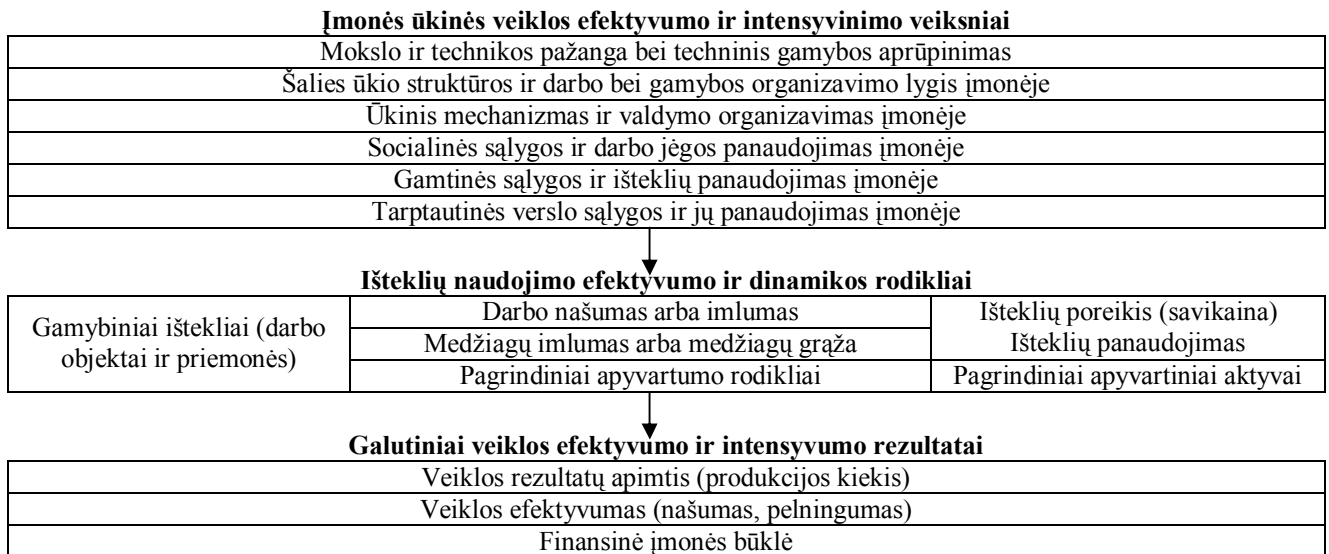 Įmonės ūkinės veiklos efektyvumo ir intensyvinimo veiksniai
Mokslo ir technikos pažanga bei techninis gamybos aprūpinimas
Šalies ūkio struktūros ir darbo bei gamybos organizavimo lygis įmonėje
Ūkinis mechanizmas ir valdymo organizavimas įmonėje
Socialinės sąlygos ir darbo jėgos panaudojimas įmonėje
Gamtinės sąlygos ir išteklių panaudojimas įmonėje
Tarptautinės verslo sąlygos ir jų panaudojimas įmonėje
Išteklių naudojimo efektyvumo ir dinamikos rodikliai
Gamybiniai ištekliai (darbo
objektai ir priemonės)
Darbo našumas arba imlumas
Medžiagų imlumas arba medžiagų grąža
Pagrindiniai apyvartumo rodikliai
Išteklių poreikis (savikaina)
Išteklių panaudojimas
Pagrindiniai apyvartiniai aktyvai
Galutiniai veiklos efektyvumo ir intensyvumo rezultatai
Veiklos rezultatų apimtis (produkcijos kiekis)
Veiklos efektyvumas (našumas, pelningumas)
Finansinė įmonės būklė